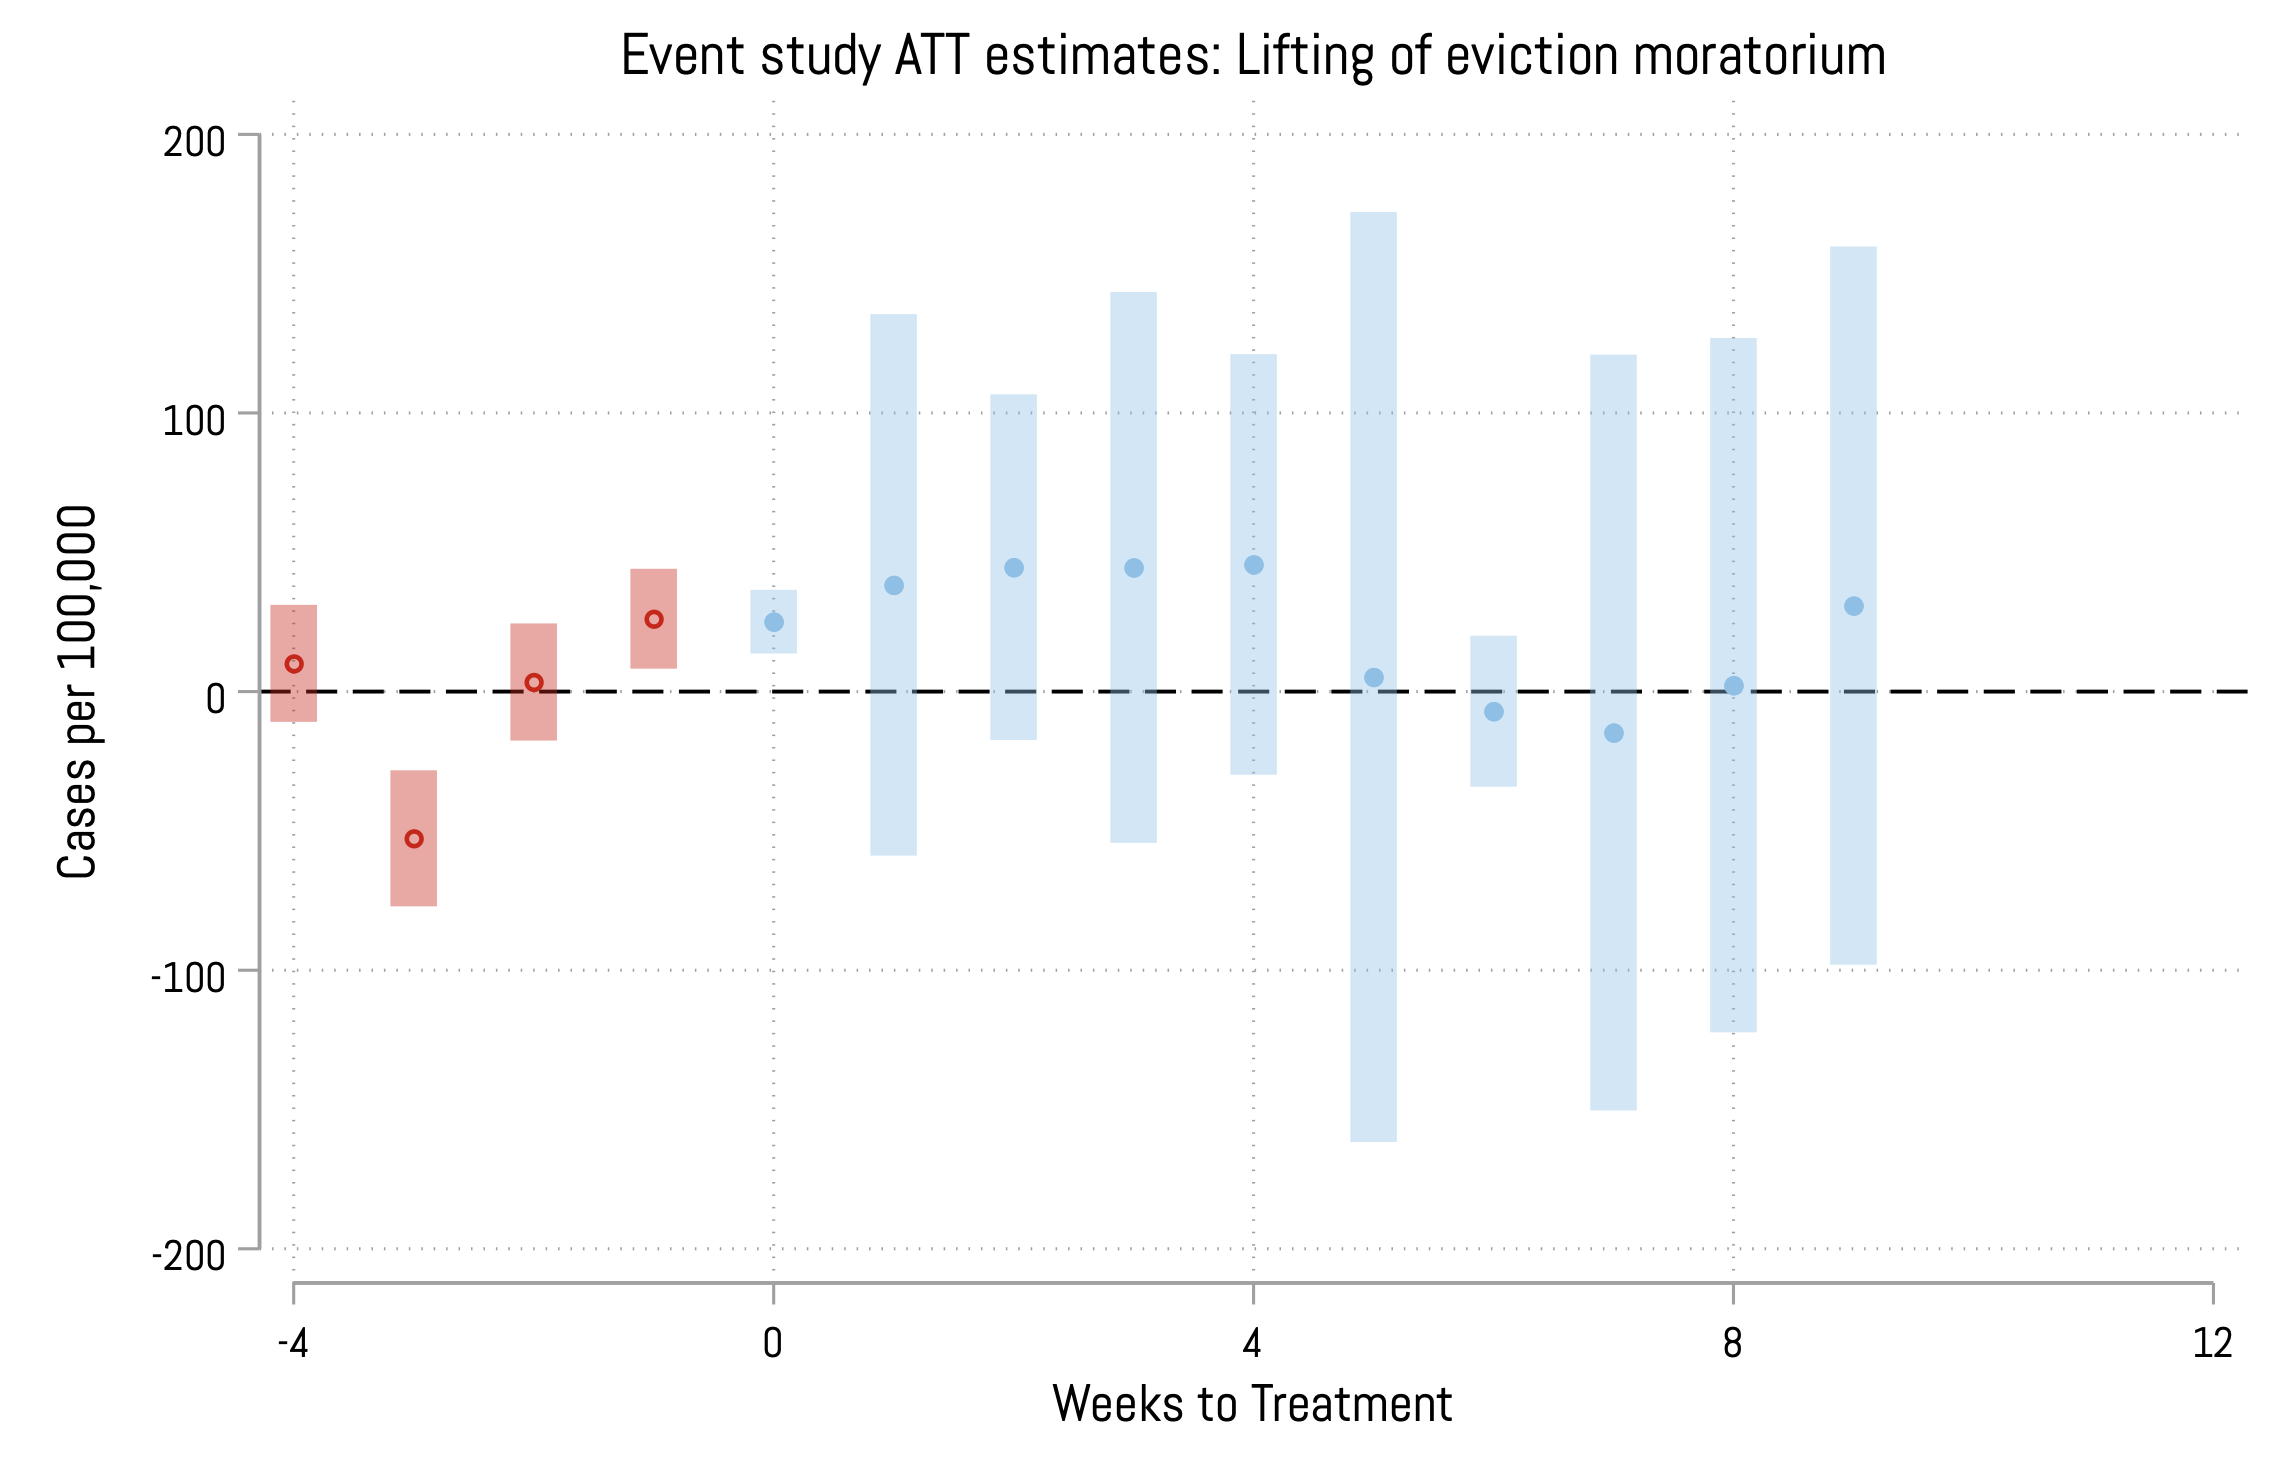 Event study ATT estimates: Lifting of eviction moratorium
200
100
0
-100
-200
Cases per 100,000
-4 0 4 8 12
Weeks to Treatment